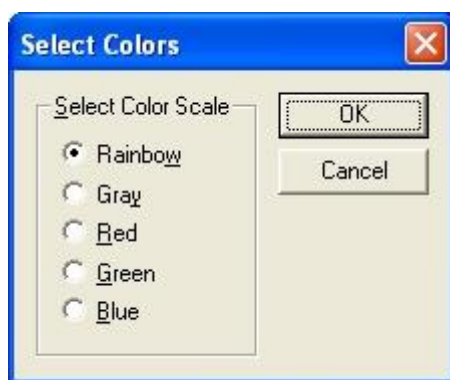 Select Colors
Select Color Scale
Rainbow
Gray
Red
Green
Blue
OK
Cancel